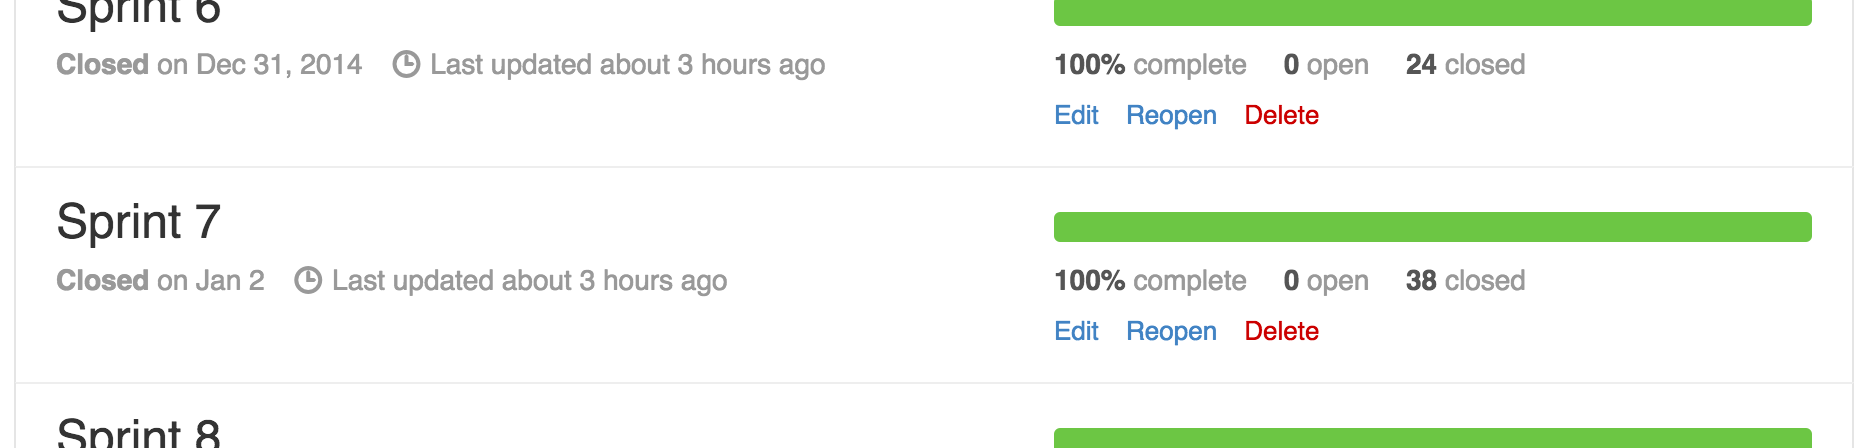 Sprint 6
Closed on Dec 31, 2014 Last updated about 3 hours ago
100% complete 0 open 24 closed
Edit Reopen Delete
Sprint 7
Closed on Jan 2 Last updated about 3 hours ago
100% complete 0 open 38 closed
Edit Reopen Delete
Sprint 8